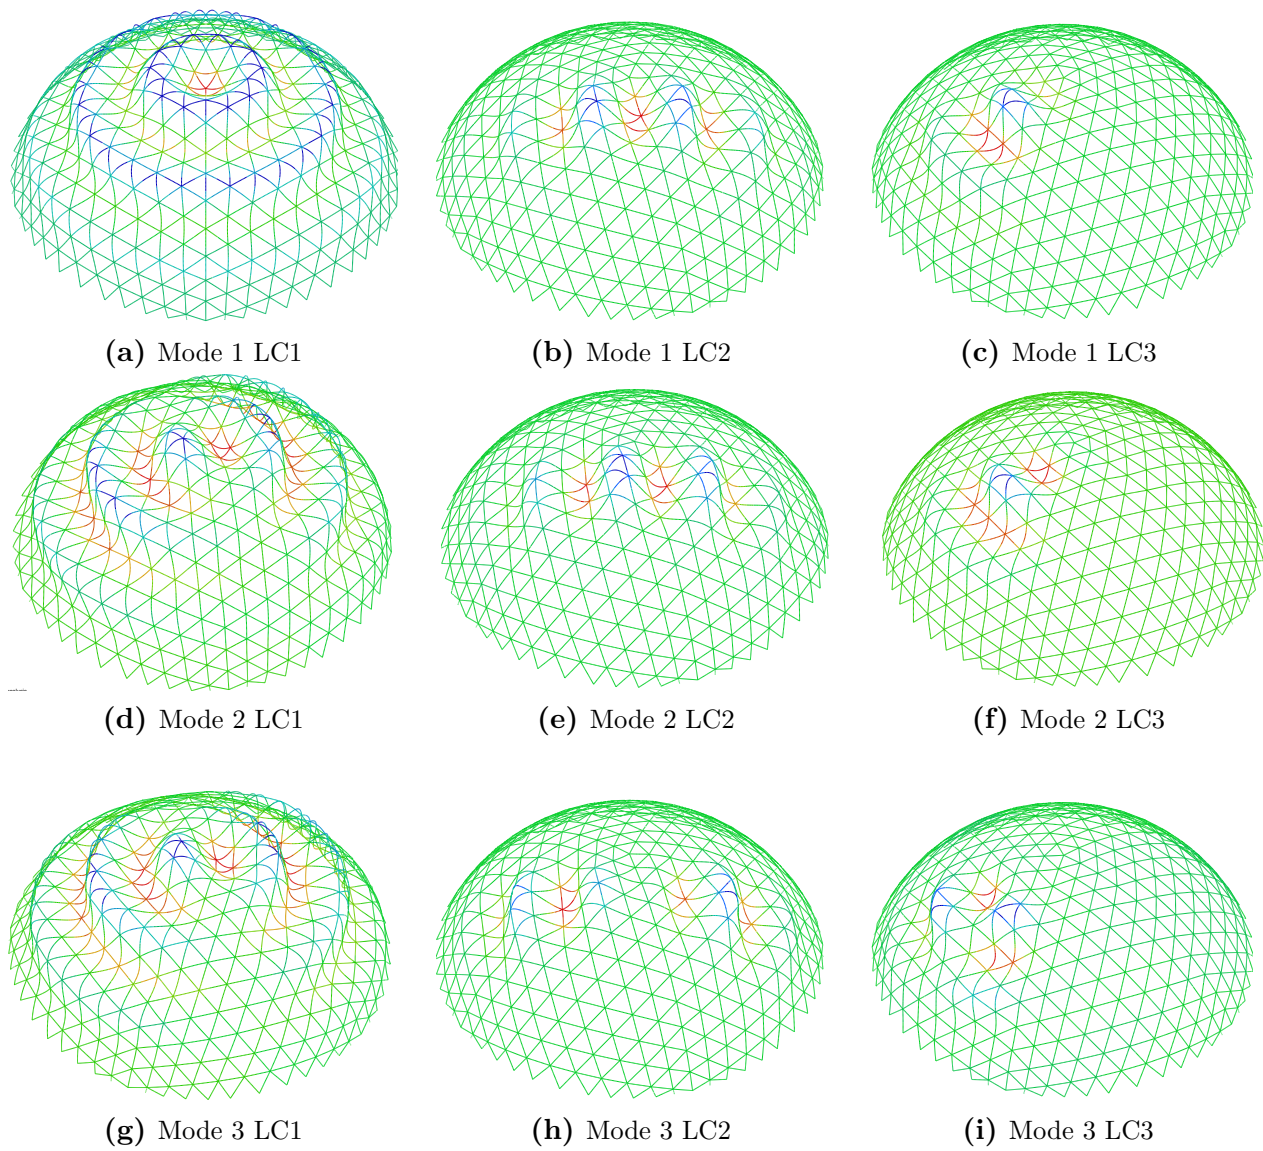 (a) Mode 1 LC1
(b) Mode 1 LC2
(c) Mode 1 LC3
(d) Mode 2 LC1
(e) Mode 2 LC2
(f) Mode 2 LC3
(g) Mode 3 LC1
(h) Mode 3 LC2
(i) Mode 3 LC3